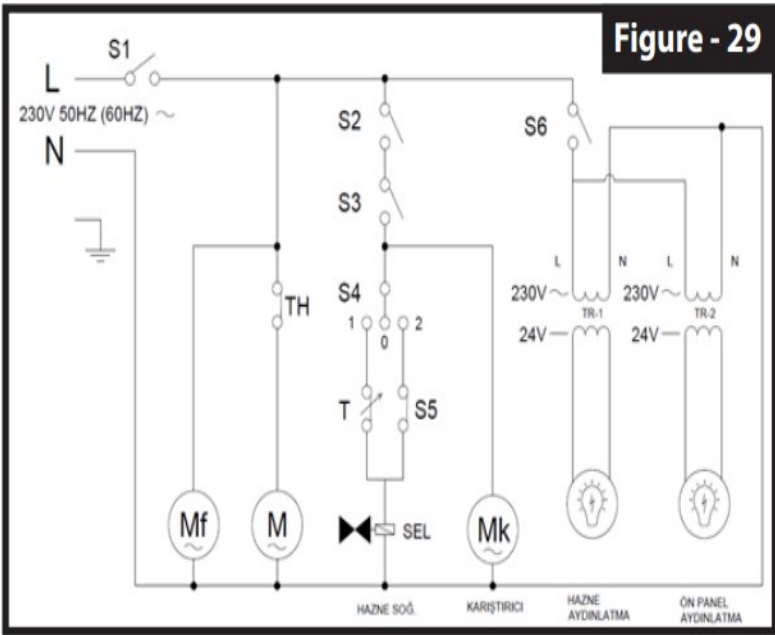 Figure - 29
S1
L
230V 50HZ (60HZ) ~
N
S2
S6
S3
L N L N
TH
S4
230V ~ 230V ~
1 2
0
TR-1 TR-2
24V 24V
T S5
Mf M SEL Mk
~ ~ ~
HAZNE SOĞ. KARIŞTIRICI HAZNE
AYDINLATMA
ÖN PANEL
AYDINLATMA